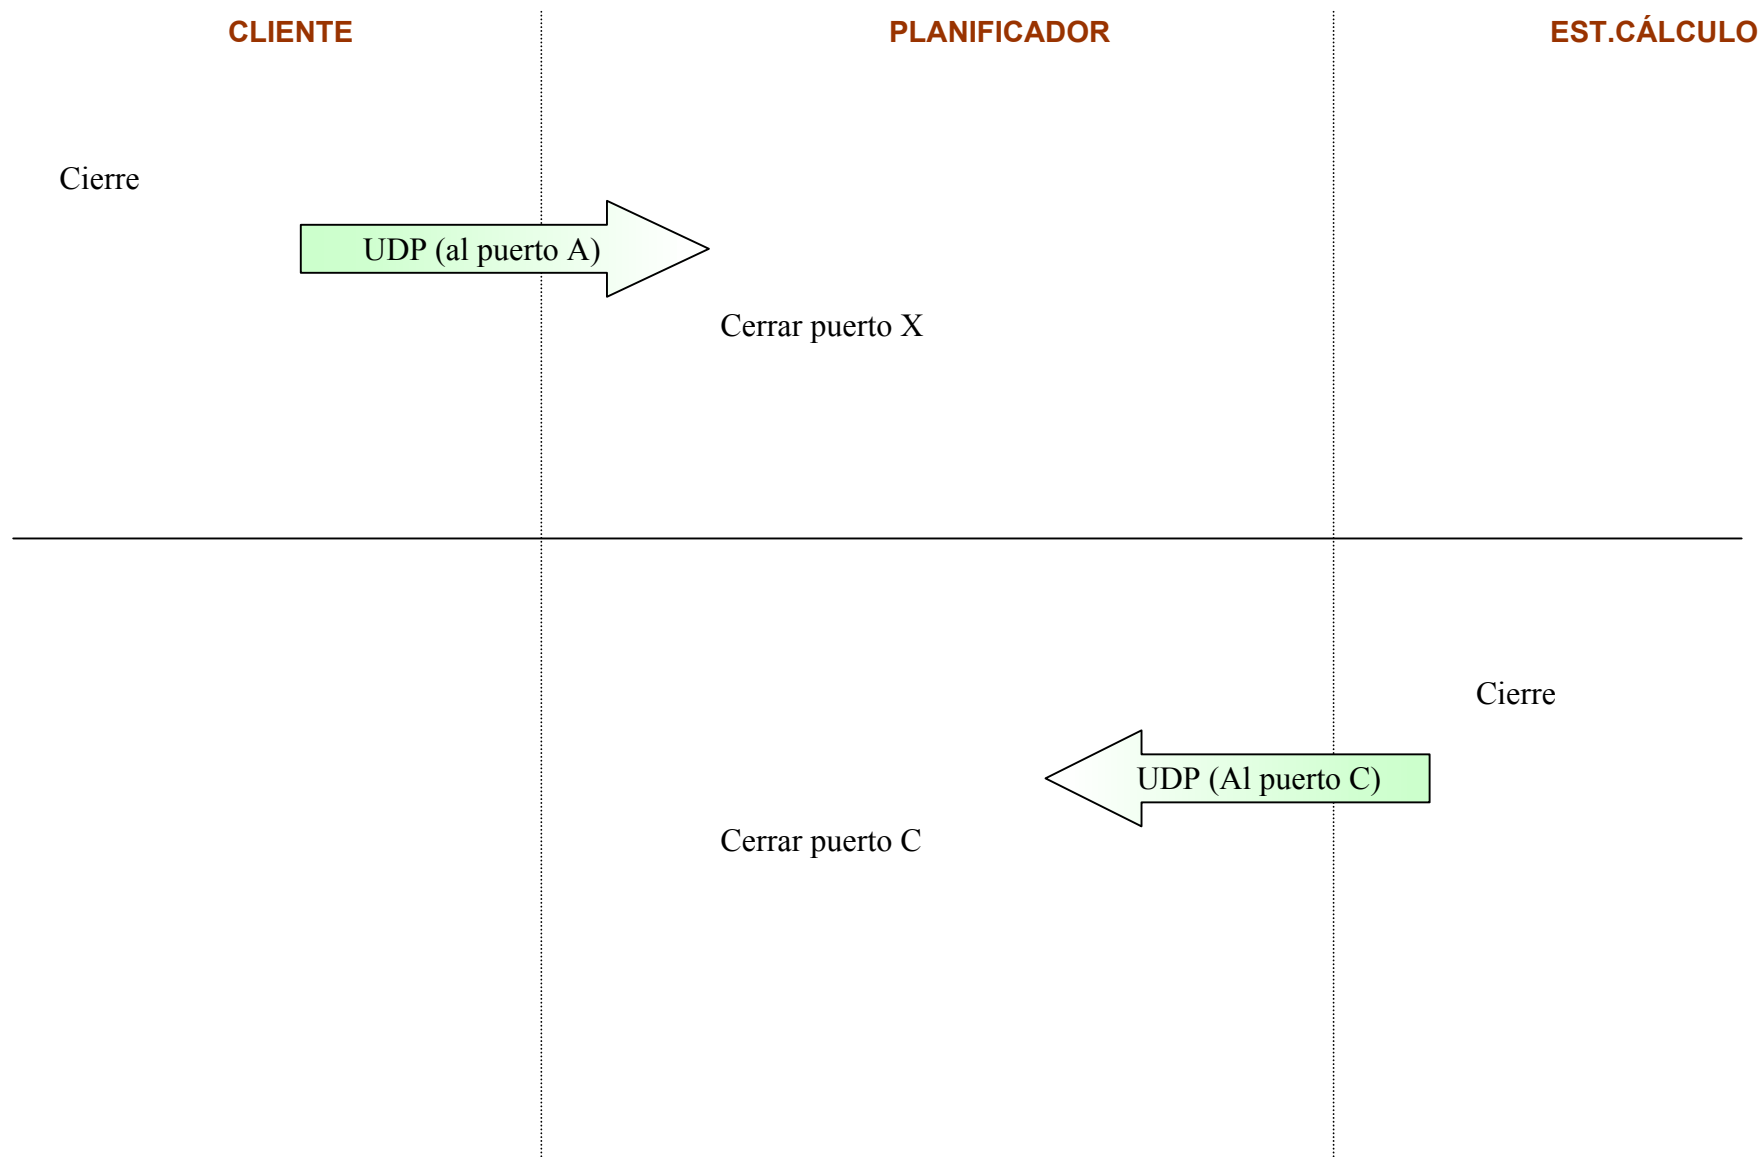 CLIENTE
PLANIFICADOR
EST.CÁLCULO
Cierre
UDP (al puerto A)
Cerrar puerto X
Cierre
UDP (Al puerto C)
Cerrar puerto C